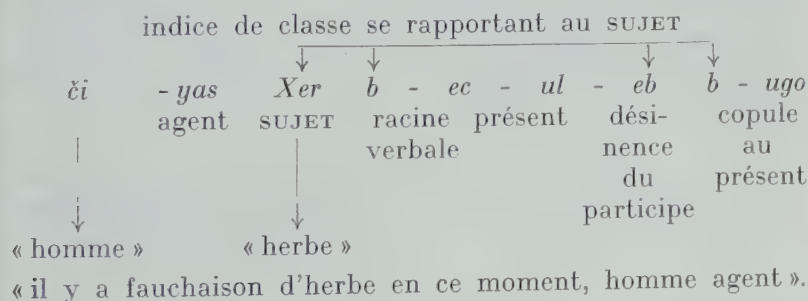 indice de classe se rapportant au SUJET
či - yas Xer b - ec - ul - eb b - ugo
agent SUJET racine présent dési- copule
verbale nence au
du présent
participe
« homme » « herbe »
« il y a fauchaison d'herbe en ce moment, homme agent ».